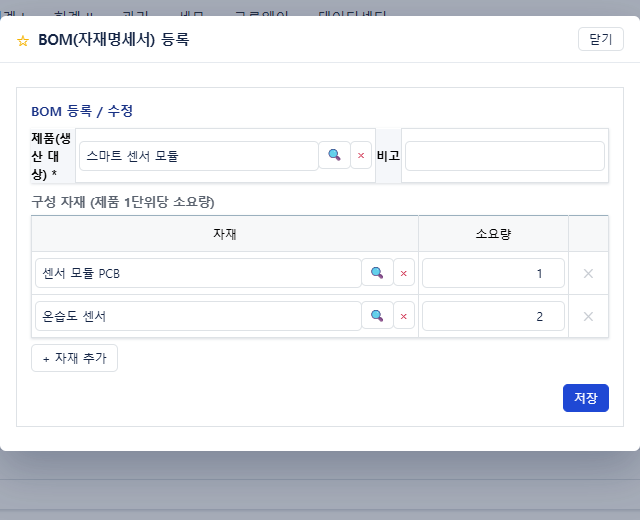 BOM(자재명세서) 등록
닫기
BOM 등록 / 수정
제품(생
산 대
상) *
스마트 센서 모듈
×
비고
구성 자재 (제품 1단위당 소요량)
자재
소요량
센서 모듈 PCB
×
1
×
온습도 센서
×
2
×
+ 자재 추가
저장